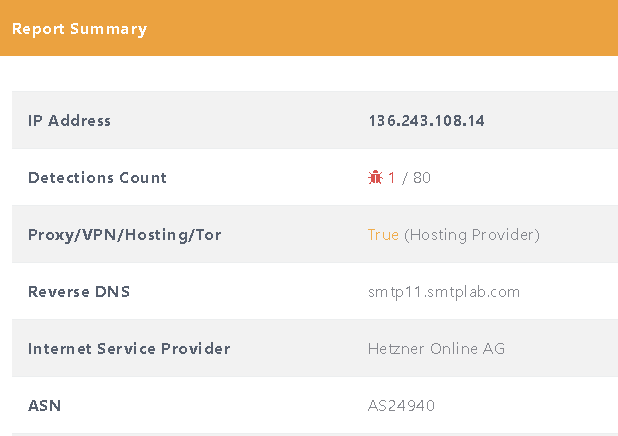 Report Summary
IP Address 136.243.108.14
Detections Count 1 / 80
Proxy/VPN/Hosting/Tor True (Hosting Provider)
Reverse DNS smtp11.smtplab.com
Internet Service Provider Hetzner Online AG
ASN AS24940